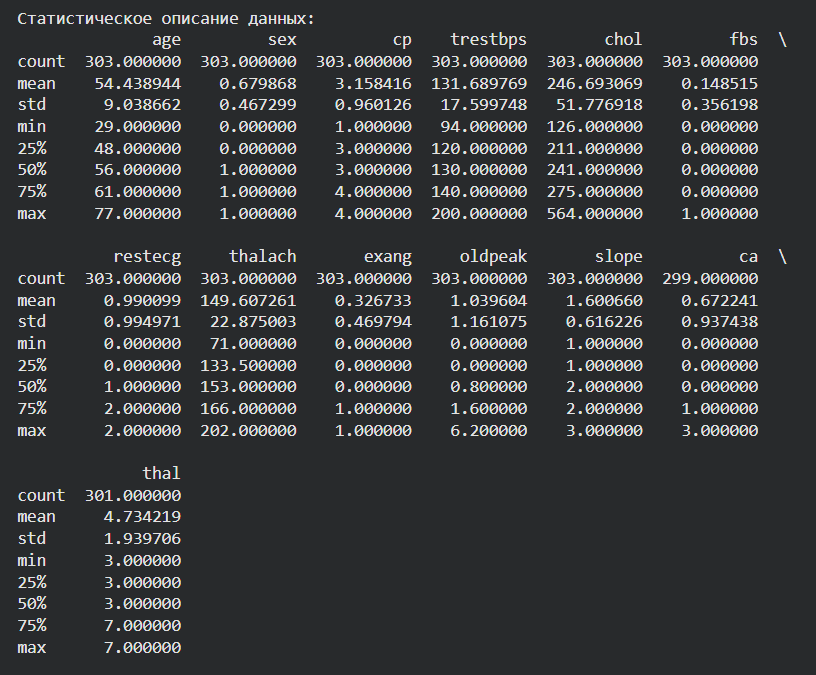 Статистическое описание данных:
age sex cp trestbps chol fbs \
count 303.000000 303.000000 303.000000 303.000000 303.000000 303.000000
mean 54.438944 0.679868 3.158416 131.689769 246.693069 0.148515
std 9.038662 0.467299 0.960126 17.599748 51.776918 0.356198
min 29.000000 0.000000 1.000000 94.000000 126.000000 0.000000
25% 48.000000 0.000000 3.000000 120.000000 211.000000 0.000000
50% 56.000000 1.000000 3.000000 130.000000 241.000000 0.000000
75% 61.000000 1.000000 4.000000 140.000000 275.000000 0.000000
max 77.000000 1.000000 4.000000 200.000000 564.000000 1.000000
restecg thalach exang oldpeak slope ca \
count 303.000000 303.000000 303.000000 303.000000 303.000000 299.000000
mean 0.990099 149.607261 0.326733 1.039604 1.600660 0.672241
std 0.994971 22.875003 0.469794 1.161075 0.616226 0.937438
min 0.000000 71.000000 0.000000 0.000000 1.000000 0.000000
25% 0.000000 133.500000 0.000000 0.000000 1.000000 0.000000
50% 1.000000 153.000000 0.000000 0.800000 2.000000 0.000000
75% 2.000000 166.000000 1.000000 1.600000 2.000000 1.000000
max 2.000000 202.000000 1.000000 6.200000 3.000000 3.000000
thal
count 301.000000
mean 4.734219
std 1.939706
min 3.000000
25% 3.000000
50% 3.000000
75% 7.000000
max 7.000000